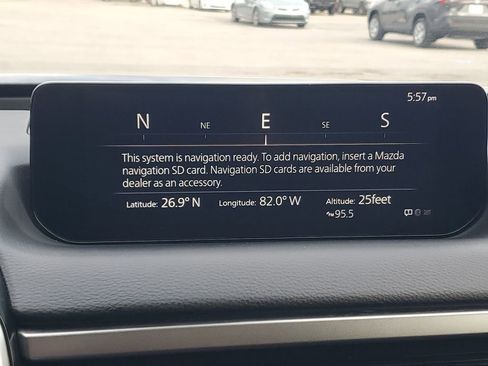 5:57 pm
N NE E SE S
This system is navigation ready. To add navigation, insert a Mazda
navigation SD card. Navigation SD cards are available from your
dealer as an accessory.
Latitude: 26.9° N Longitude: 82.0° W Altitude: 25feet
95.5